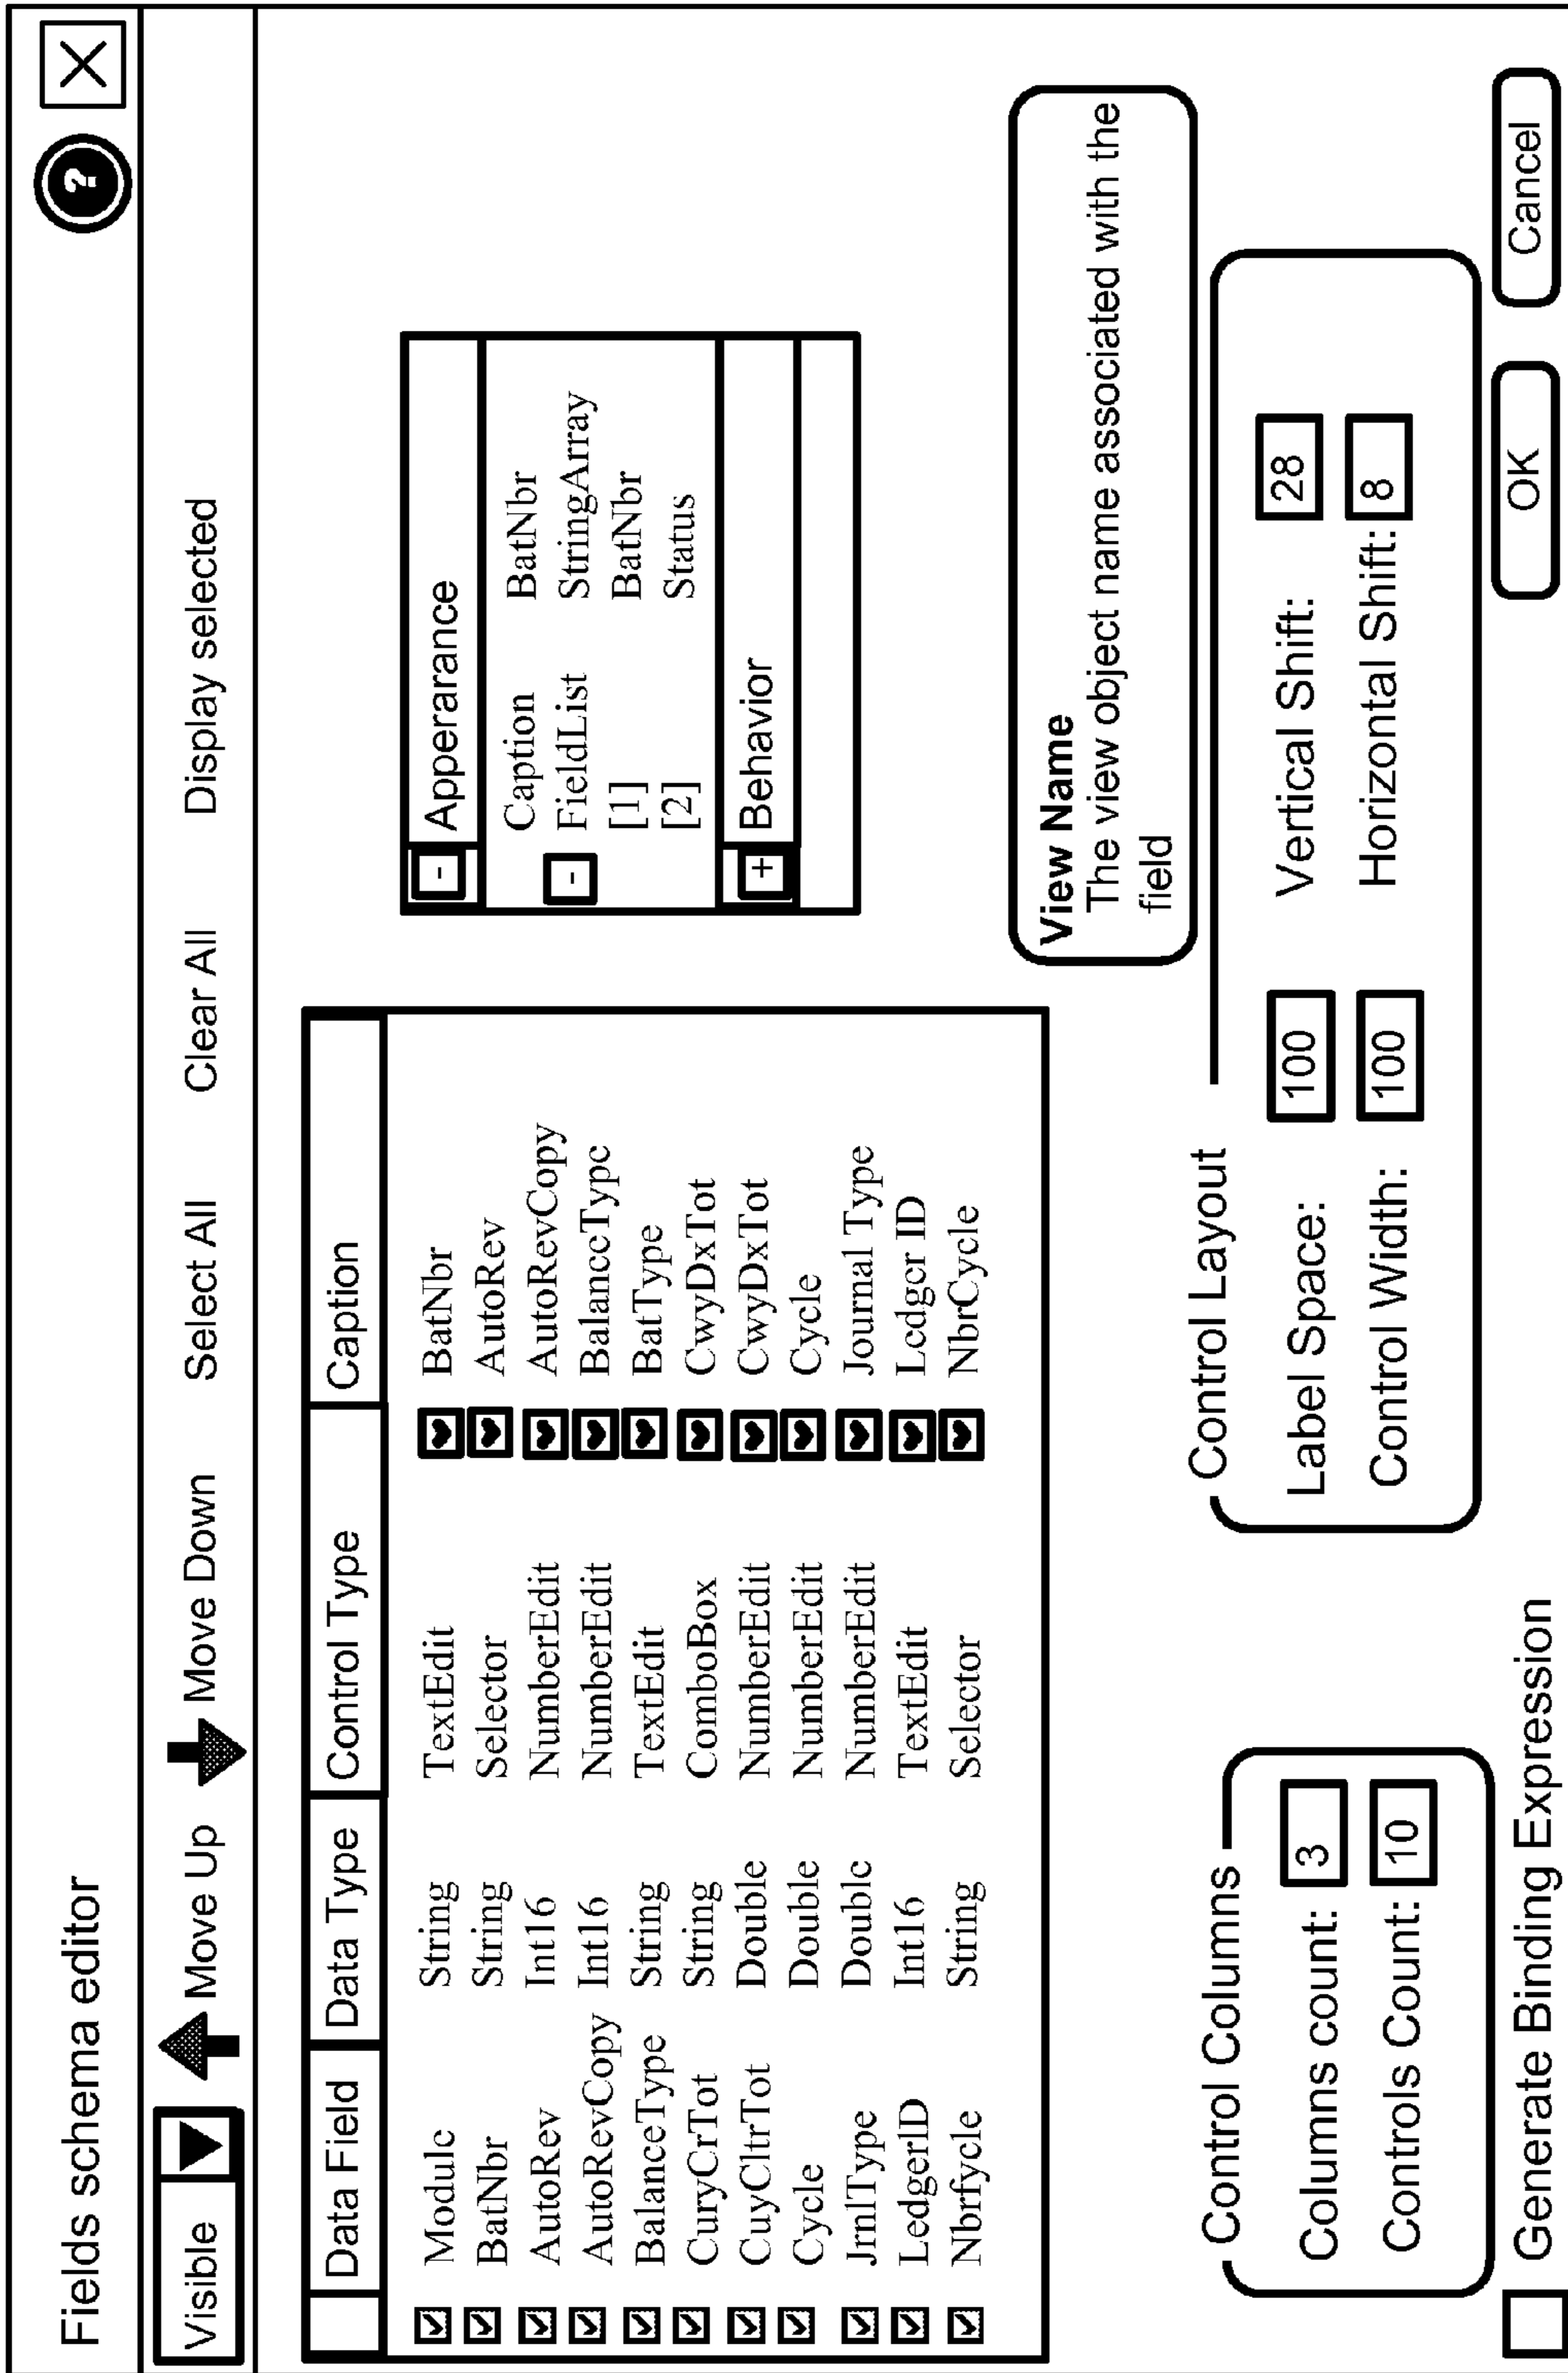 Fields schema editor ?
Visible Move Up Move Down Select All Clear All Display selected
Data Field Data Type Control Type Caption
Modulc String TextEdit BatNbr
BatNbr String Selector AutoRev
AutoRev Int16 NumberEdit AutoRevCopy
AutoRevCopy Int16 NumberEdit BalanccTypc
BalanceType String TextEdit BatType
CuryCrTot String ComboBox CwyDxTot
CuyCltrTot Double NumberEdit CwyDxTot
Cycle Double NumberEdit Cycle
JrnlType Doublc NumberEdit Journal Type
LedgerID Int16 TextEdit Lcdgcr ID
Nbrfycle String Selector NbrCycle
- Apperarance
Caption BatNbr
- FieldList StringArray
[1] BatNbr
[2] Status
+ Behavior
View Name
The view object name associated with the
field
Control Columns
Columns count: 3
Controls Count: 10
Control Layout
Label Space: 100 Vertical Shift: 28
Control Width: 100 Horizontal Shift: 8
Generate Binding Expression
OK Cancel